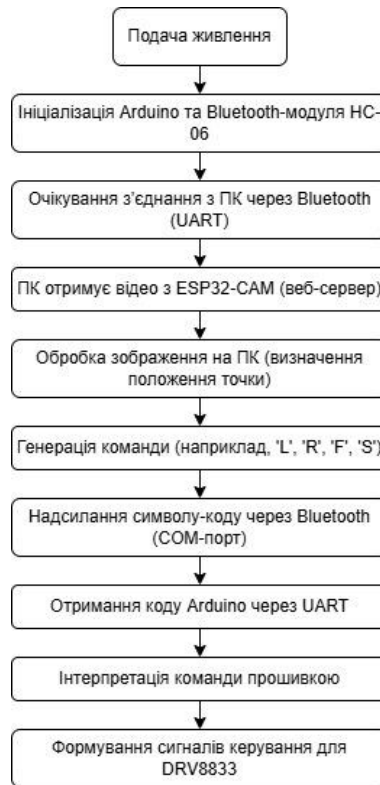 Подача живлення
Ініціалізація Arduino та Bluetooth-модуля HC-
06
Очікування з'єднання з ПК через Bluetooth
(UART)
ПК отримує відео з ESP32-CAM (веб-сервер)
Обробка зображення на ПК (визначення
положення точки)
Генерація команди (наприклад, 'L', 'R', 'F', 'S')
Надсилання символу-коду через Bluetooth
(COM-порт)
Отримання коду Arduino через UART
Інтерпретація команди прошивкою
Формування сигналів керування для
DRV8833